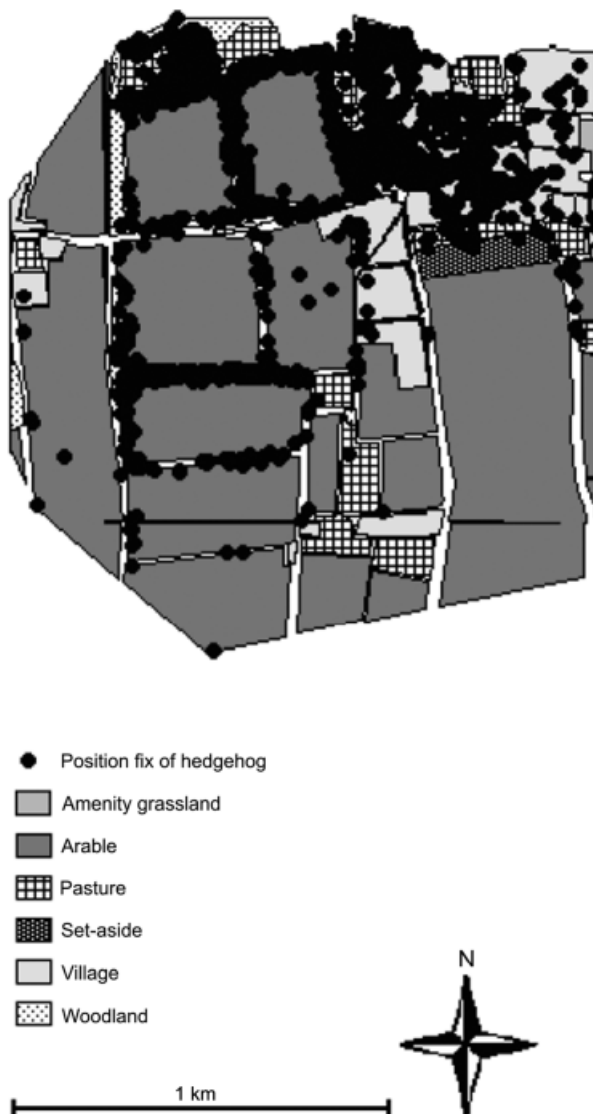 Position fix of hedgehog
Amenity grassland
Arable
Pasture
Set-aside
Village
Woodland
N
1 km